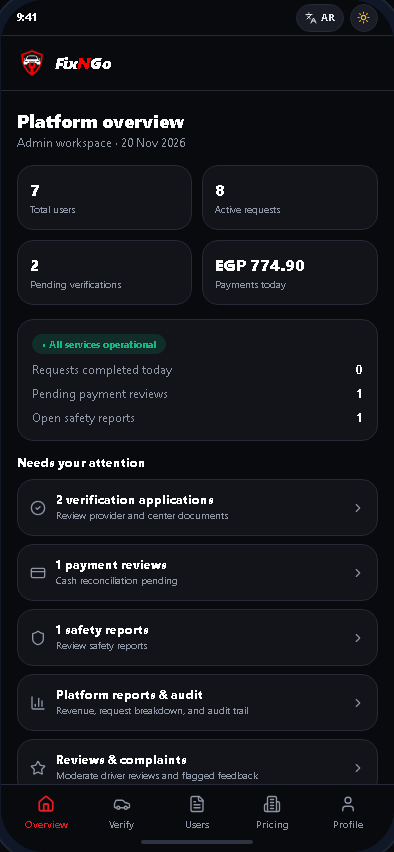 9:41
AR
FixNGo
Platform overview
Admin workspace · 20 Nov 2026
7
Total users
8
Active requests
2
Pending verifications
EGP 774.90
Payments today
• All services operational
Requests completed today 0
Pending payment reviews 1
Open safety reports 1
Needs your attention
2 verification applications
Review provider and center documents
1 payment reviews
Cash reconciliation pending
1 safety reports
Review safety reports
Platform reports & audit
Revenue, request breakdown, and audit trail
Reviews & complaints
Moderate driver reviews and flagged feedback
Overview Verify Users Pricing Profile